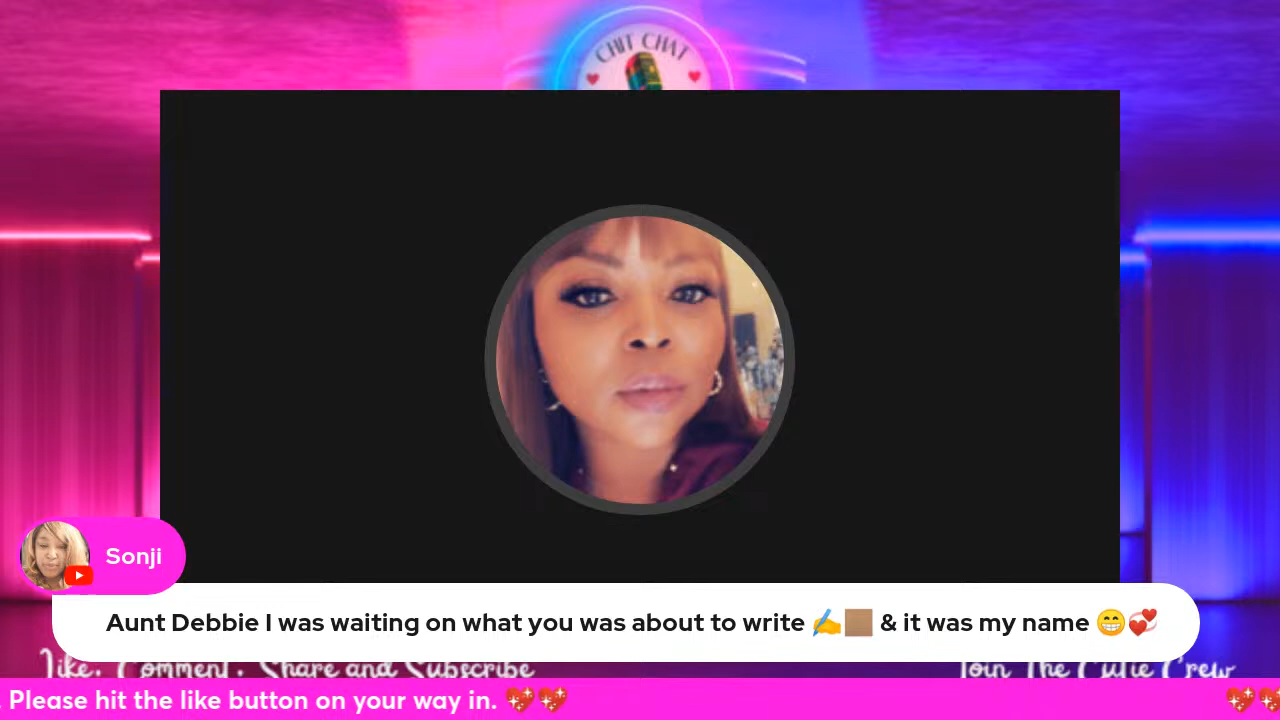 CHIT CHAT
Sonji
Aunt Debbie I was waiting on what you was about to write ✍🏽 & it was my name 😁💞
Like. Comment. Share and Subscribe
Join The Cutie Crew
. Please hit the like button on your way in. 💖💖
💖💖